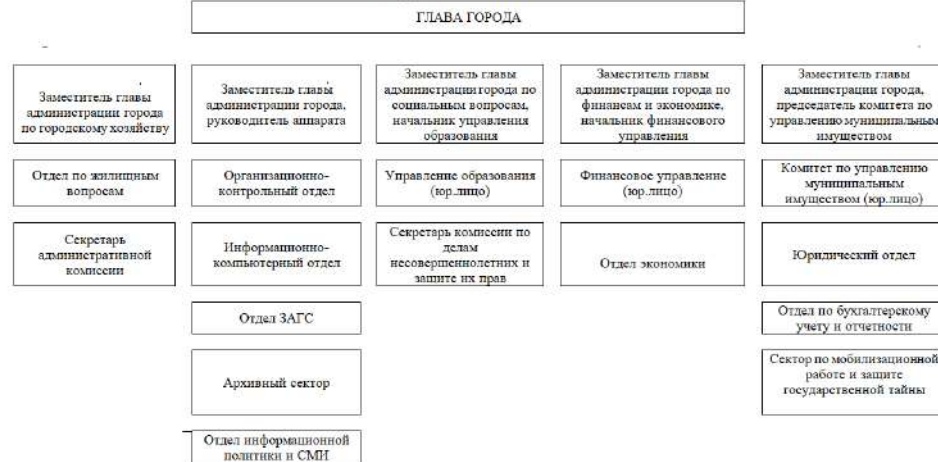 ГЛАВА ГОРОДА
Заместитель главы
администрации города
по городскому хозяйству
Заместитель главы
администрации города,
руководитель аппарата
Заместитель главы
администрации города по
социальным вопросам,
начальник управления
образования
Заместитель главы
администрации города по
финансам и экономике,
начальник финансового
управления
Заместитель главы
администрации города,
председатель комитета по
управлению муниципальным
имуществом
Отдел по жилищным
вопросам
Организационно-
контрольный отдел
Управление образования
(юр.лицо)
Финансовое управление
(юр.лицо)
Комитет по управлению
муниципальным
имуществом (юр.лицо)
Секретарь
административной
комиссии
Информационно-
компьютерный отдел
Секретарь комиссии по
делам
несовершеннолетних и
защите их прав
Отдел экономики
Юридический отдел
Отдел ЗАГС
Отдел по бухгалтерскому
учету и отчетности
Архивный сектор
Сектор по мобилизационной
работе и защите
государственной тайны
Отдел информационной
политики и СМИ